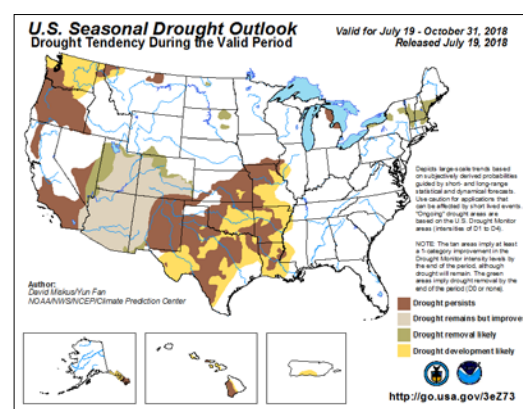 U.S. Seasonal Drought Outlook
Drought Tendency During the Valid Period
Valid for July 19 - October 31, 2018
Released July 19, 2018
Depicts large-scale trends based
on subjectively derived probabilities
guided by short- and long-range
statistical and dynamical forecasts.
Use caution for applications that
can be affected by short lived events.
"Ongoing" drought areas are
based on the U.S. Drought Monitor
areas (intensities of D1 to D4).
NOTE: The tan areas imply at least
a 1-category improvement in the
Drought Monitor intensity levels by
the end of the period, although
drought will remain. The green
areas imply drought removal by the
end of the period (D0 or none).
Author:
David Miskus/Yun Fan
NOAA/NWS/NCEP/Climate Prediction Center
Drought persists
Drought remains but improve
Drought removal likely
Drought development likely
http://go.usa.gov/3eZ73